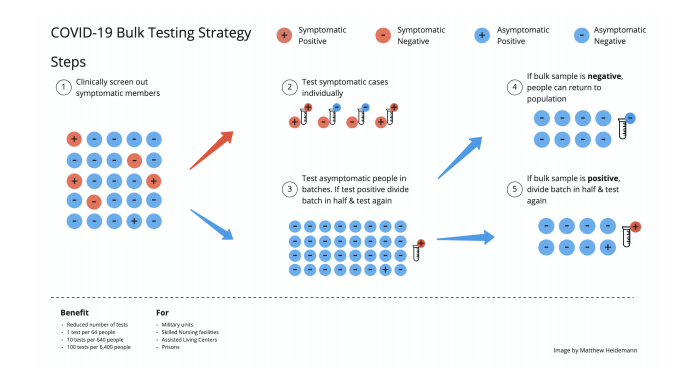 COVID-19 Bulk Testing Strategy
+ Symptomatic
Positive
- Symptomatic
Negative
+ Asymptomatic
Positive
- Asymptomatic
Negative
Steps
1 Clinically screen out
symptomatic members
2 Test symptomatic cases
individually
3 Test asymptomatic people in
batches. If test positive divide
batch in half & test again
4 If bulk sample is negative,
people can return to
population
5 If bulk sample is positive,
divide batch in half & test
again
Benefit
- Reduced number of tests
- 1 test per 64 people
- 10 tests per 640 people
- 100 tests per 6,400 people
For
- Military units
- Skilled Nursing facilities
- Assisted Living Centers
- Prisons
Image by Matthew Heidemann